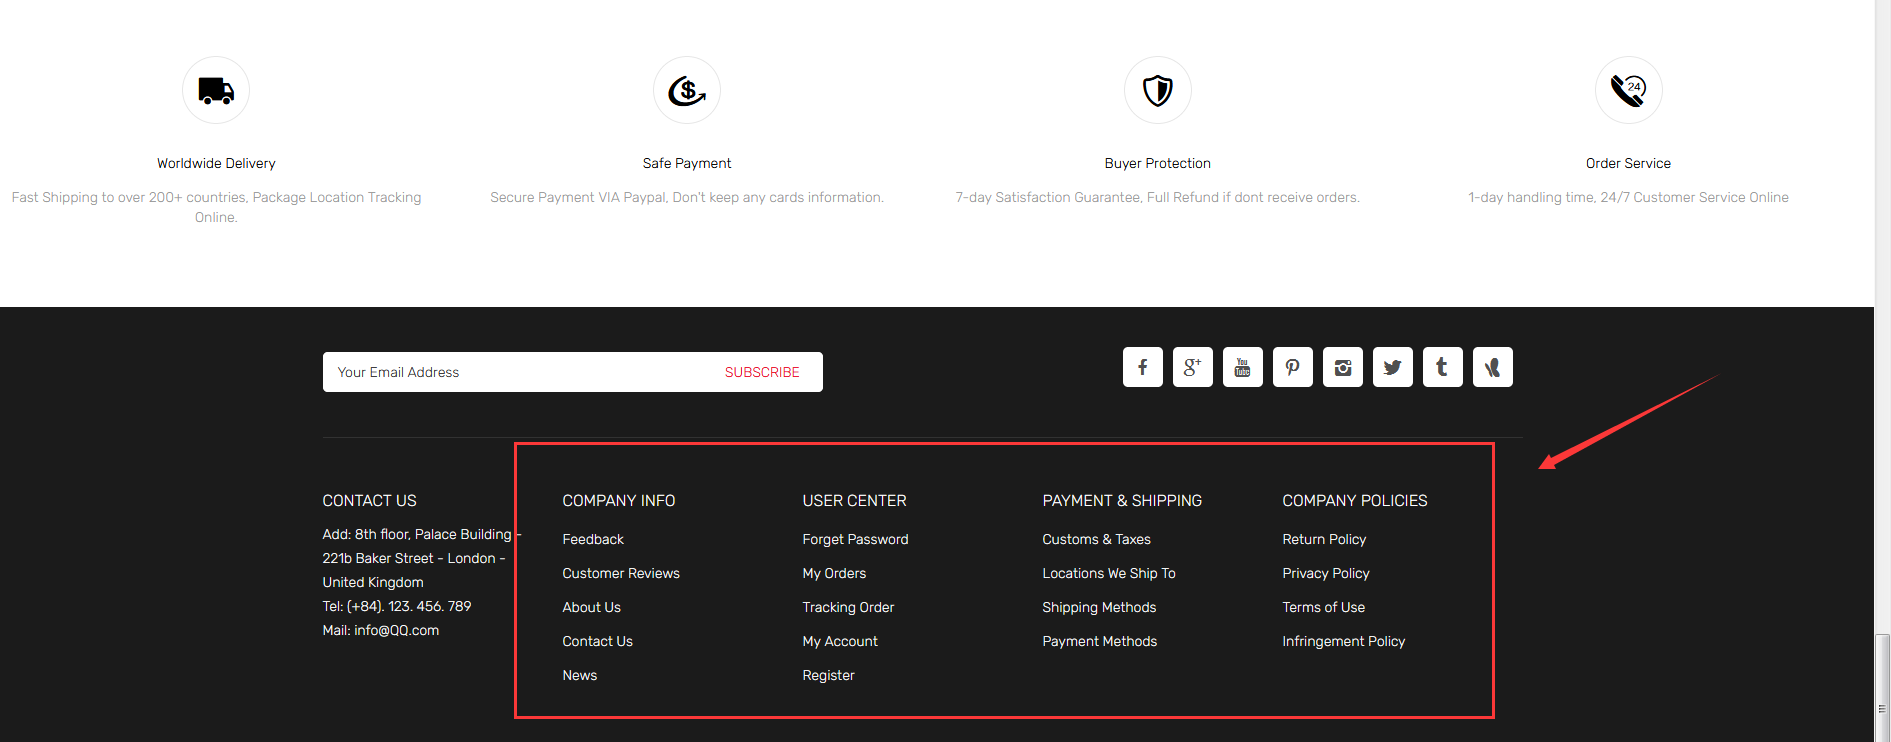 24
Worldwide Delivery
Fast Shipping to over 200+ countries, Package Location Tracking
Online.
Safe Payment
Secure Payment VIA Paypal, Don't keep any cards information.
Buyer Protection
7-day Satisfaction Guarantee, Full Refund if dont receive orders.
Order Service
1-day handling time, 24/7 Customer Service Online
Your Email Address
SUBSCRIBE
f g+ You Tube t
CONTACT US
Add: 8th floor, Palace Building -
221b Baker Street - London -
United Kingdom
Tel: (+84). 123. 456. 789
Mail: info@QQ.com
COMPANY INFO
Feedback
Customer Reviews
About Us
Contact Us
News
USER CENTER
Forget Password
My Orders
Tracking Order
My Account
Register
PAYMENT & SHIPPING
Customs & Taxes
Locations We Ship To
Shipping Methods
Payment Methods
COMPANY POLICIES
Return Policy
Privacy Policy
Terms of Use
Infringement Policy